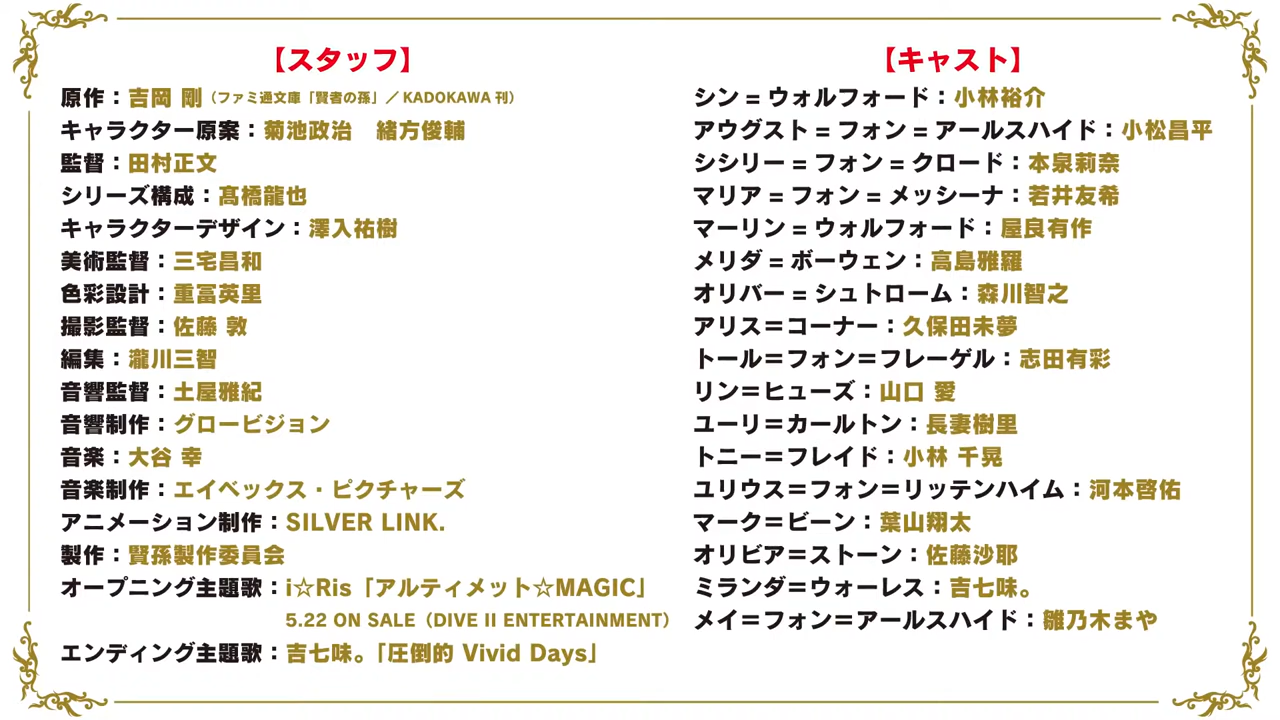 【スタッフ】
原作：吉岡 剛（ファミ通文庫「賢者の孫」／KADOKAWA 刊）
キャラクター原案：菊池政治　緒方俊輔
監督：田村正文
シリーズ構成：髙橋龍也
キャラクターデザイン：澤入祐樹
美術監督：三宅昌和
色彩設計：重冨英里
撮影監督：佐藤 敦
編集：瀧川三智
音響監督：土屋雅紀
音響制作：グロービジョン
音楽：大谷 幸
音楽制作：エイベックス・ピクチャーズ
アニメーション制作：SILVER LINK.
製作：賢孫製作委員会
オープニング主題歌：i☆Ris「アルティメット☆MAGIC」
5.22 ON SALE（DIVE II ENTERTAINMENT）
エンディング主題歌：吉七味。「圧倒的 Vivid Days」
【キャスト】
シン＝ウォルフォード：小林裕介
アウグスト＝フォン＝アールスハイド：小松昌平
シシリー＝フォン＝クロード：本泉莉奈
マリア＝フォン＝メッシーナ：若井友希
マーリン＝ウォルフォード：屋良有作
メリダ＝ボーウェン：高島雅羅
オリバー＝シュトローム：森川智之
アリス＝コーナー：久保田未夢
トール＝フォン＝フレーゲル：志田有彩
リン＝ヒューズ：山口 愛
ユーリ＝カールトン：長妻樹里
トニー＝フレイド：小林 千晃
ユリウス＝フォン＝リッテンハイム：河本啓佑
マーク＝ビーン：葉山翔太
オリビア＝ストーン：佐藤沙耶
ミランダ＝ウォーレス：吉七味。
メイ＝フォン＝アールスハイド：雛乃木まや